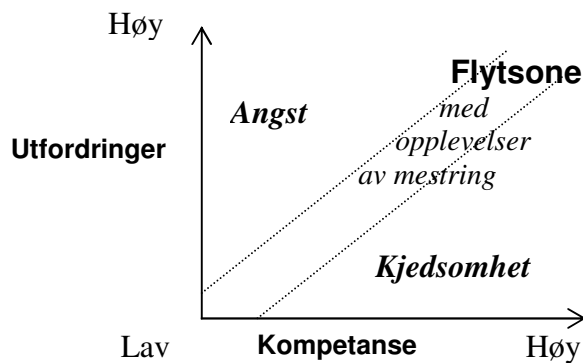 Høy
Flytsone
Angst
med
Utfordringer
opplevelser
av mestring
Kjedsomhet
Lav
Kompetanse
Høy